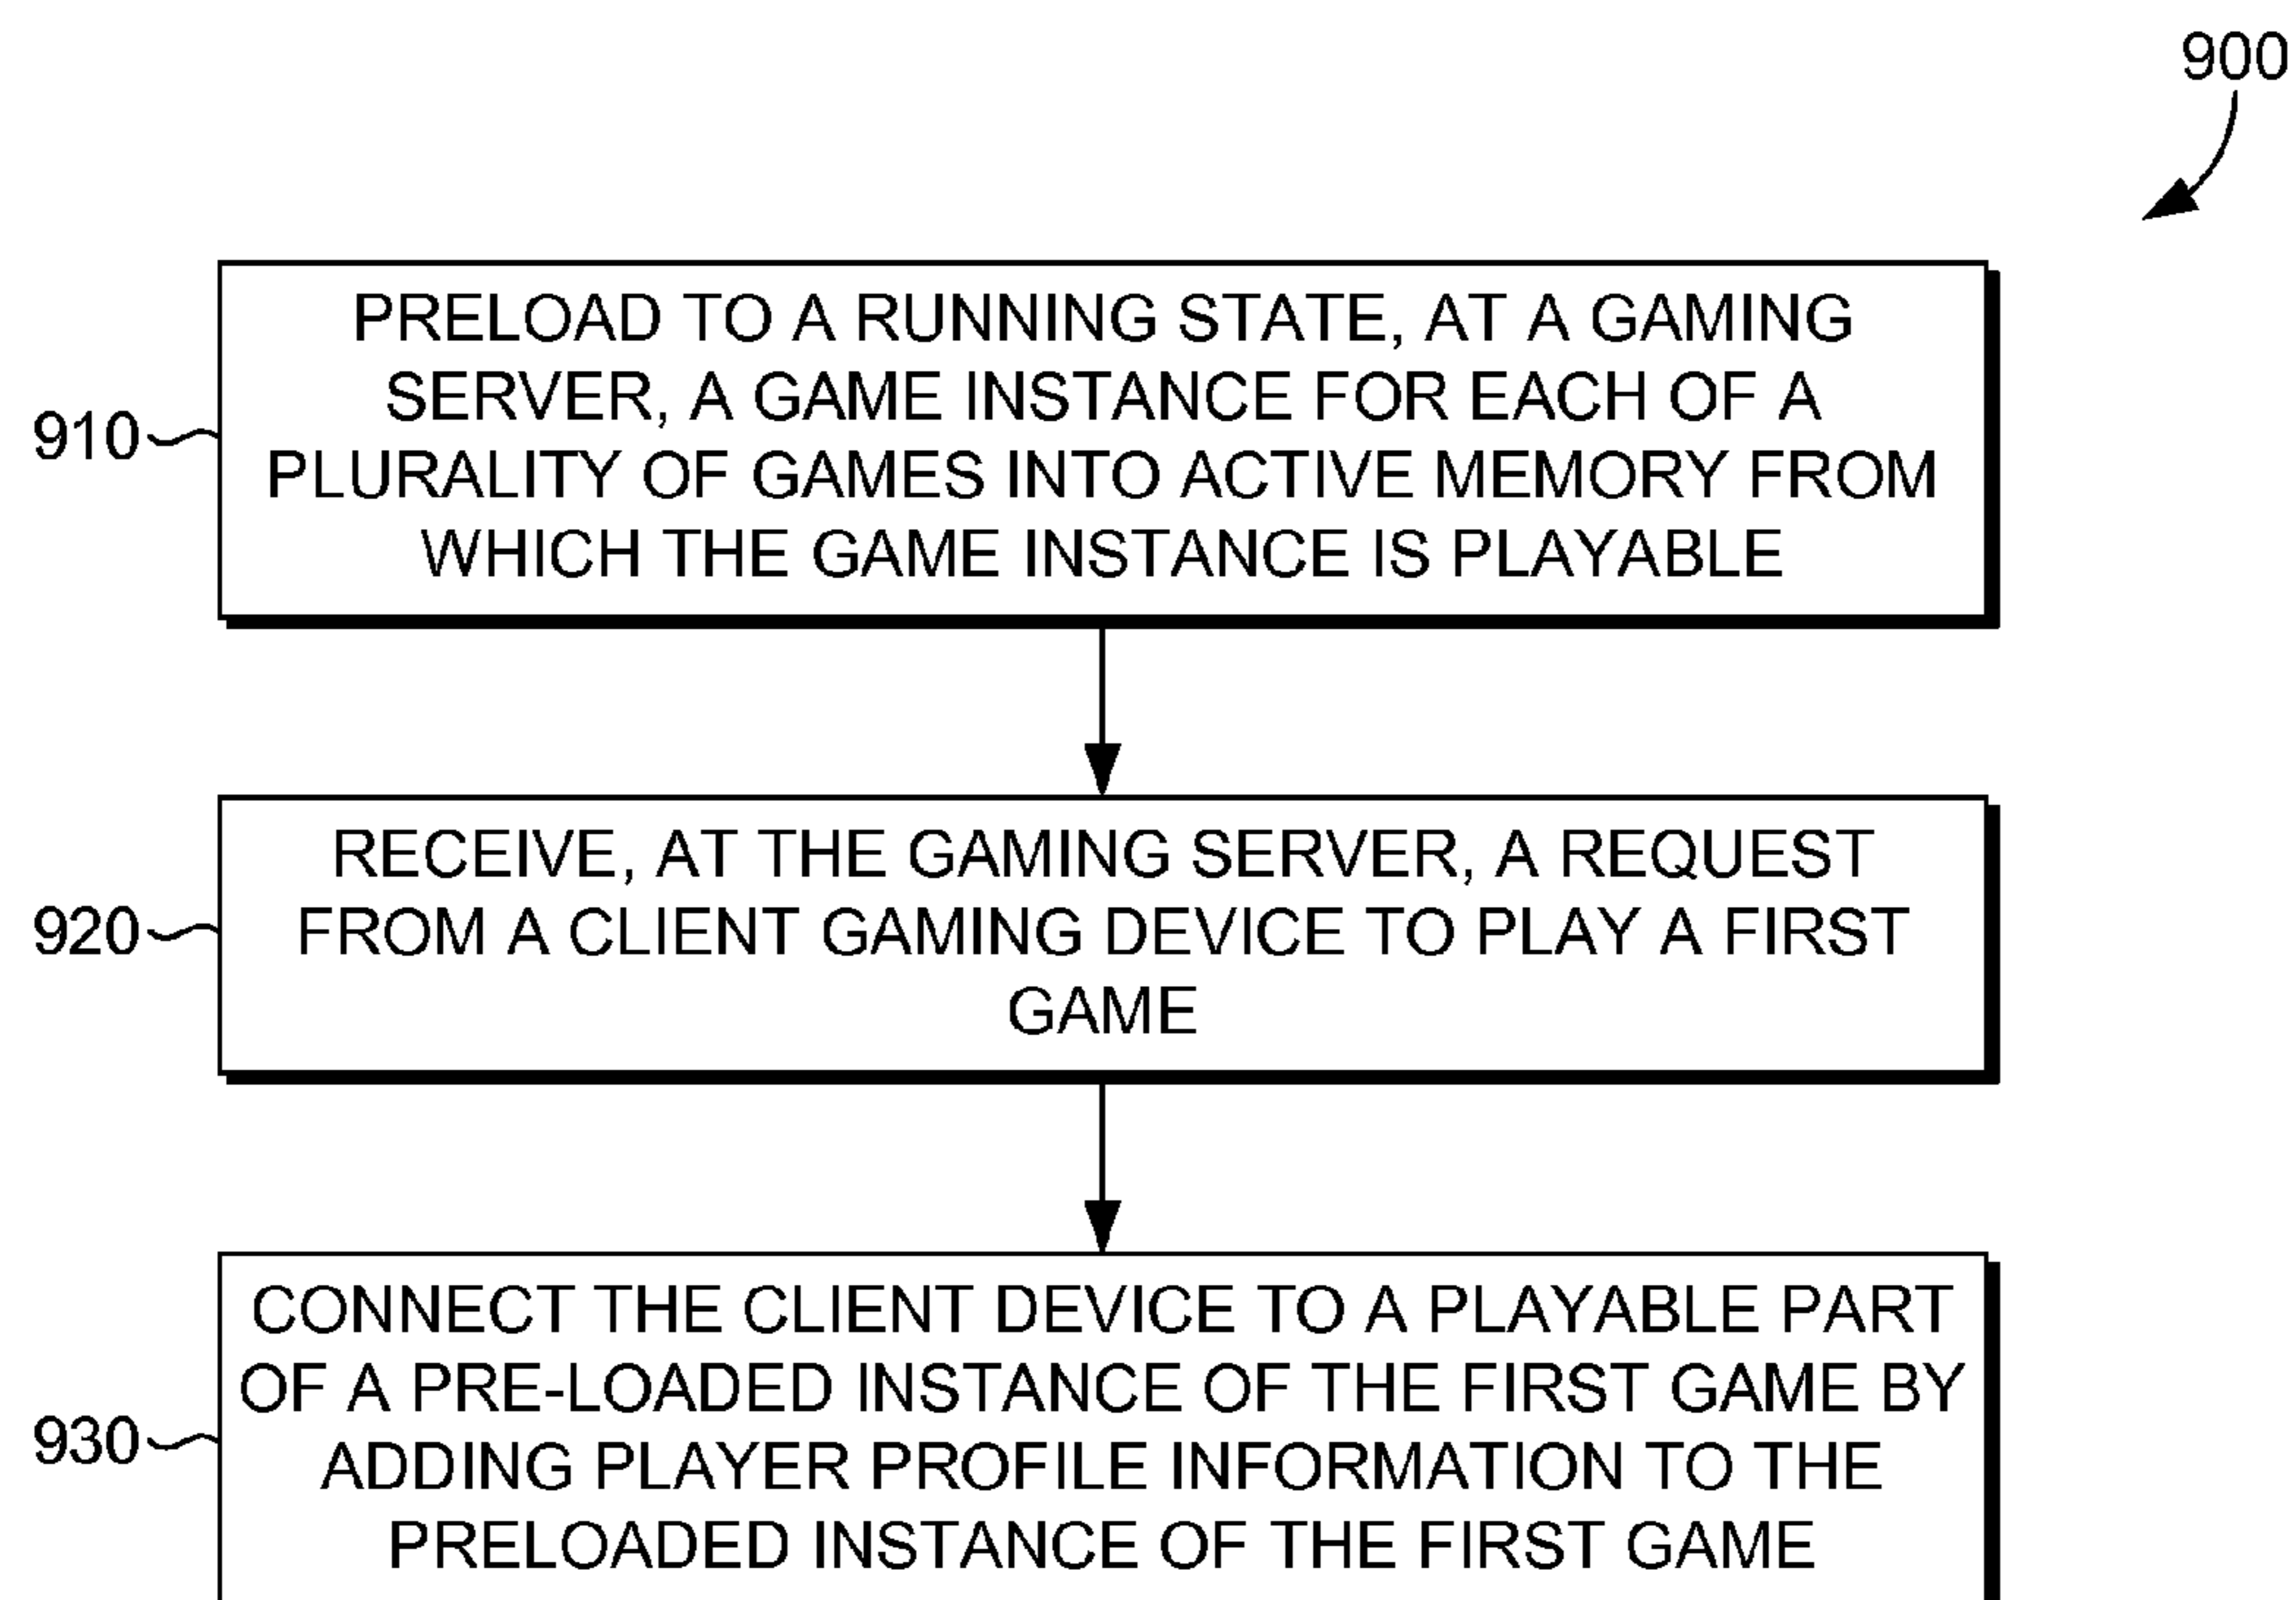 900
PRELOAD TO A RUNNING STATE, AT A GAMING
SERVER, A GAME INSTANCE FOR EACH OF A
PLURALITY OF GAMES INTO ACTIVE MEMORY FROM
WHICH THE GAME INSTANCE IS PLAYABLE
910
RECEIVE, AT THE GAMING SERVER, A REQUEST
FROM A CLIENT GAMING DEVICE TO PLAY A FIRST
GAME
920
CONNECT THE CLIENT DEVICE TO A PLAYABLE PART
OF A PRE-LOADED INSTANCE OF THE FIRST GAME BY
ADDING PLAYER PROFILE INFORMATION TO THE
PRELOADED INSTANCE OF THE FIRST GAME
930